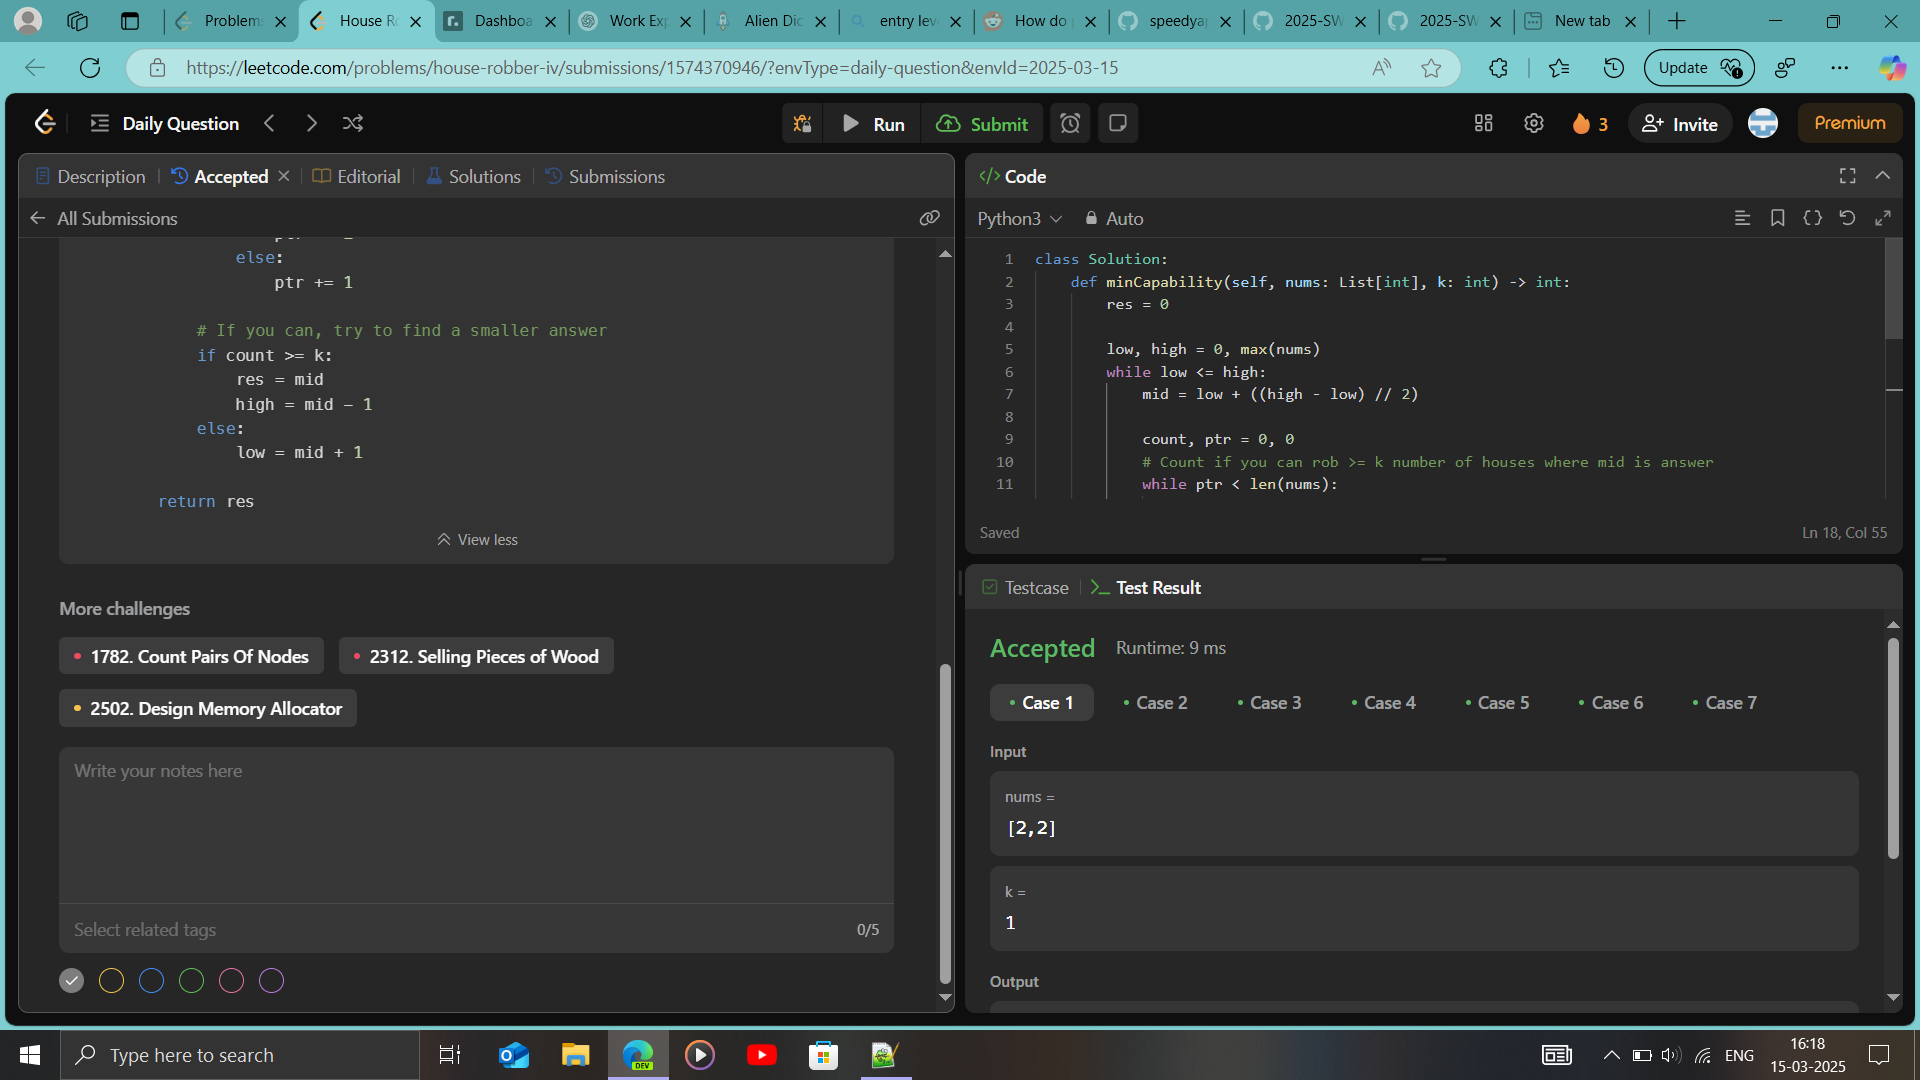 Problem
House Ro
Dashboa
Work Exp
Alien Dic
entry leve
How do
speedyap
2025-SW
2025-SW
New tab
https://leetcode.com/problems/house-robber-iv/submissions/1574370946/?envType=daily-question&envId=2025-03-15
Update
Daily Question
Run
Submit
3
Invite
Premium
Description
Accepted
Editorial
Solutions
Submissions
All Submissions
else:
ptr += 1
# If you can, try to find a smaller answer
if count >= k:
res = mid
high = mid - 1
else:
low = mid + 1
return res
View less
More challenges
1782. Count Pairs Of Nodes
2312. Selling Pieces of Wood
2502. Design Memory Allocator
Write your notes here
Select related tags
0/5
</> Code
Python3
Auto
1 class Solution:
2 def minCapability(self, nums: List[int], k: int) -> int:
3 res = 0
4
5 low, high = 0, max(nums)
6 while low <= high:
7 mid = low + ((high - low) // 2)
8
9 count, ptr = 0, 0
10 # Count if you can rob >= k number of houses where mid is answer
11 while ptr < len(nums):
Saved
Ln 18, Col 55
Testcase
Test Result
Accepted
Runtime: 9 ms
Case 1
Case 2
Case 3
Case 4
Case 5
Case 6
Case 7
Input
nums =
[2,2]
k =
1
Output
Type here to search
DEV
ENG
16:18
15-03-2025